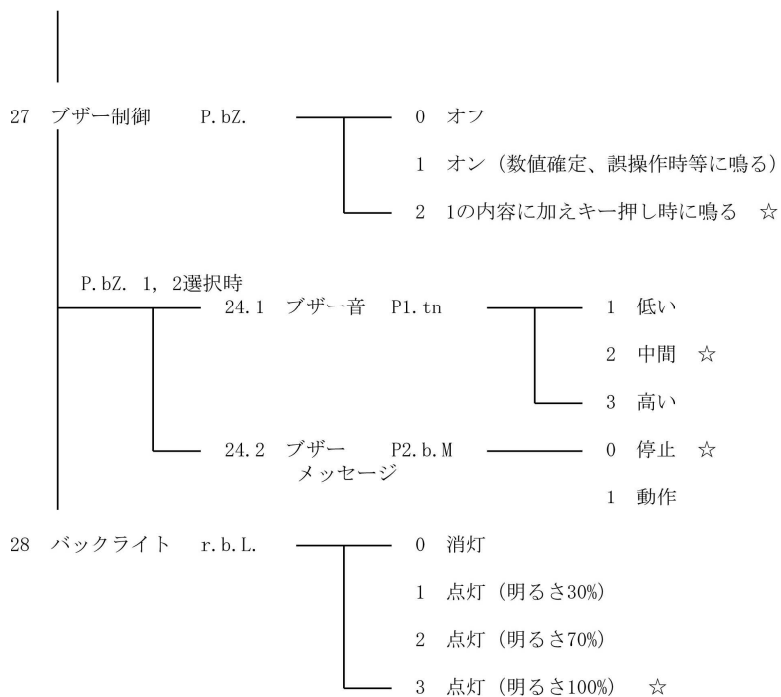 27 ブザー制御 P.bZ. 0 オフ
1 オン（数値確定、誤操作時等に鳴る）
2 1の内容に加えキー押し時に鳴る ☆
P.bZ. 1, 2選択時
24.1 ブザー音 P1.tn 1 低い
2 中間 ☆
3 高い
24.2 ブザー P2.b.M 0 停止 ☆
メッセージ
1 動作
28 バックライト r.b.L. 0 消灯
1 点灯（明るさ30%）
2 点灯（明るさ70%）
3 点灯（明るさ100%） ☆